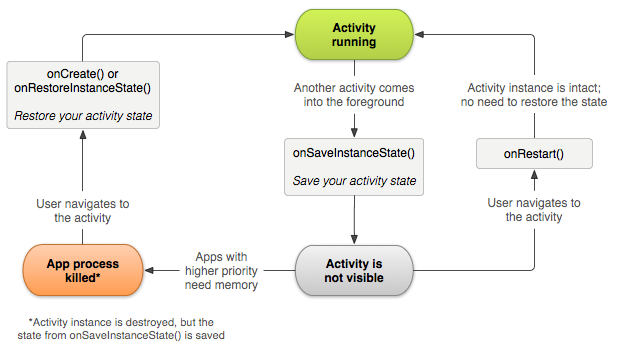 Activity
running
onCreate() or
onRestoreInstanceState()
Restore your activity state
Another activity comes
into the foreground
Activity instance is intact;
no need to restore the state
onSaveInstanceState()
Save your activity state
onRestart()
User navigates to
the activity
User navigates to
the activity
App process
killed*
Apps with
higher priority
need memory
Activity is
not visible
*Activity instance is destroyed, but the
state from onSaveInstanceState() is saved